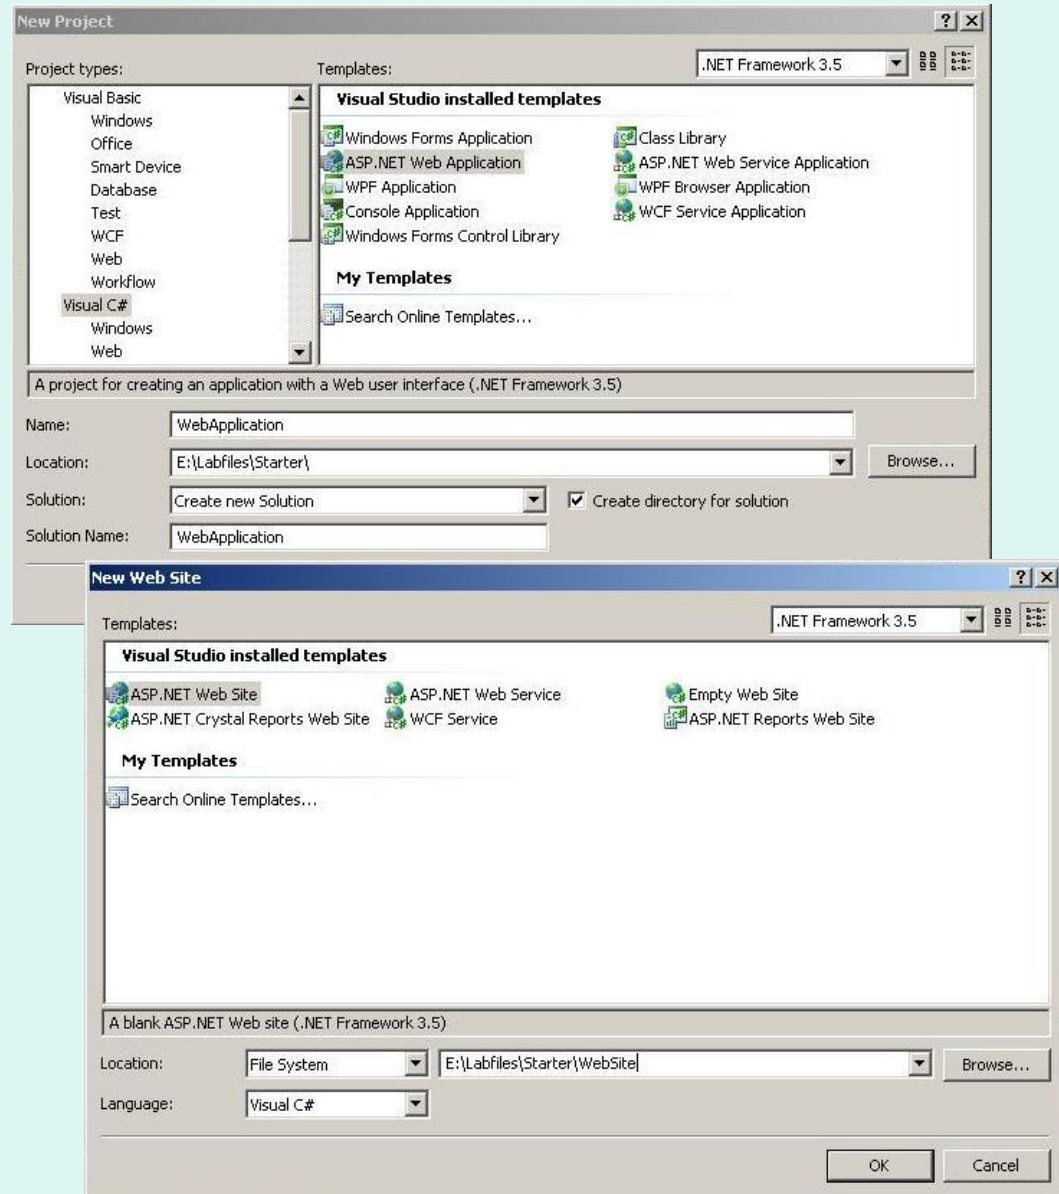 New Project
Project types:
Templates:
.NET Framework 3.5
Visual Basic
Windows
Office
Smart Device
Database
Test
WCF
Web
Workflow
Visual C#
Windows
Web
Visual Studio installed templates
Windows Forms Application
Class Library
ASP.NET Web Application
ASP.NET Web Service Application
WPF Application
WPF Browser Application
Console Application
WCF Service Application
Windows Forms Control Library
My Templates
Search Online Templates...
A project for creating an application with a Web user interface (.NET Framework 3.5)
Name:
WebApplication
Location:
E:\Labfiles\Starter\
Browse...
Solution:
Create new Solution
Create directory for solution
Solution Name:
WebApplication
New Web Site
Templates:
.NET Framework 3.5
Visual Studio installed templates
ASP.NET Web Site
ASP.NET Web Service
Empty Web Site
ASP.NET Crystal Reports Web Site
WCF Service
ASP.NET Reports Web Site
My Templates
Search Online Templates...
A blank ASP.NET Web site (.NET Framework 3.5)
Location:
File System
E:\Labfiles\Starter\WebSite
Browse...
Language:
Visual C#
OK
Cancel